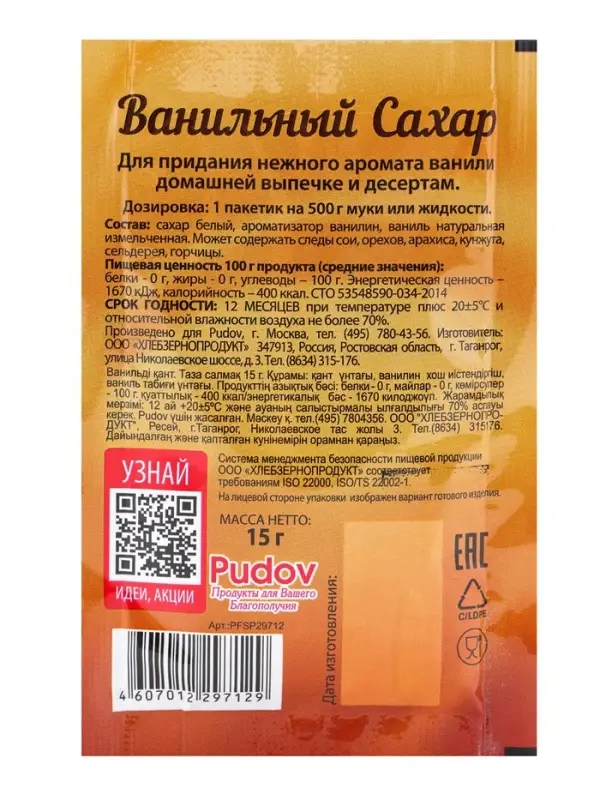 Ванильный Сахар
Для придания нежного аромата ванили
домашней выпечке и десертам.
Дозировка: 1 пакетик на 500 г муки или жидкости.
Состав: сахар белый, ароматизатор ванилин, ваниль натуральная
измельченная. Может содержать следы сои, орехов, арахиса, кунжута,
сельдерея, горчицы.
Пищевая ценность 100 г продукта (средние значения):
белки - 0 г, жиры - 0 г, углеводы – 100 г. Энергетическая ценность –
1670 кДж, калорийность – 400 ккал. СТО 53548590-034-2014
СРОК ГОДНОСТИ: 12 МЕСЯЦЕВ при температуре плюс 20±5°С и
относительной влажности воздуха не более 70%.
Произведено для Pudov, г. Москва, тел. (495) 780-43-56. Изготовитель:
ООО «ХЛЕБЗЕРНОПРОДУКТ» 347913, Россия, Ростовская область, г. Таганрог,
улица Николаевское шоссе, д. 3. Тел. (8634) 315-176.
Ванильді қант. Таза салмақ 15 г. Құрамы: қант ұнтағы, ванилин хош иістендіргіш,
ваниль табиғи ұнтағы. Продукттің азықтық бесі: белки - 0 г, майлар - 0 г, көмірсулер
- 100 г. қуаттылық - 400 ккал/энергетикалық бәс - 1670 килоджоул. Жарамдылық
мерзімі: 12 ай +20±5°С және ауаның салыстырмалы ылғалдылығы 70% аспауы
керек. Pudov үшін жасалған. Маскеу қ. тел.(495) 7804356. ООО "ХЛЕБЗЕРНОПРО-
ДУКТ", Ресей, г.Таганрог, Николаевское тас жолы 3. Тел.(8634) 315176.
Дайындалған және қапталған күнімерін орамнан қараңыз.
УЗНАЙ
ИДЕИ, АКЦИИ
Система менеджмента безопасности пищевой продукции
ООО «ХЛЕБЗЕРНОПРОДУКТ» соответствует
требованиям ISO 22000, ISO/TS 22002-1.
На лицевой стороне упаковки изображен вариант готового изделия.
МАССА НЕТТО:
15 г
Pudov
Продукты для Вашего
Благополучия
Арт.:PFSP29712
Дата изготовления:
EAC
C/LDPE
4 607012 297129